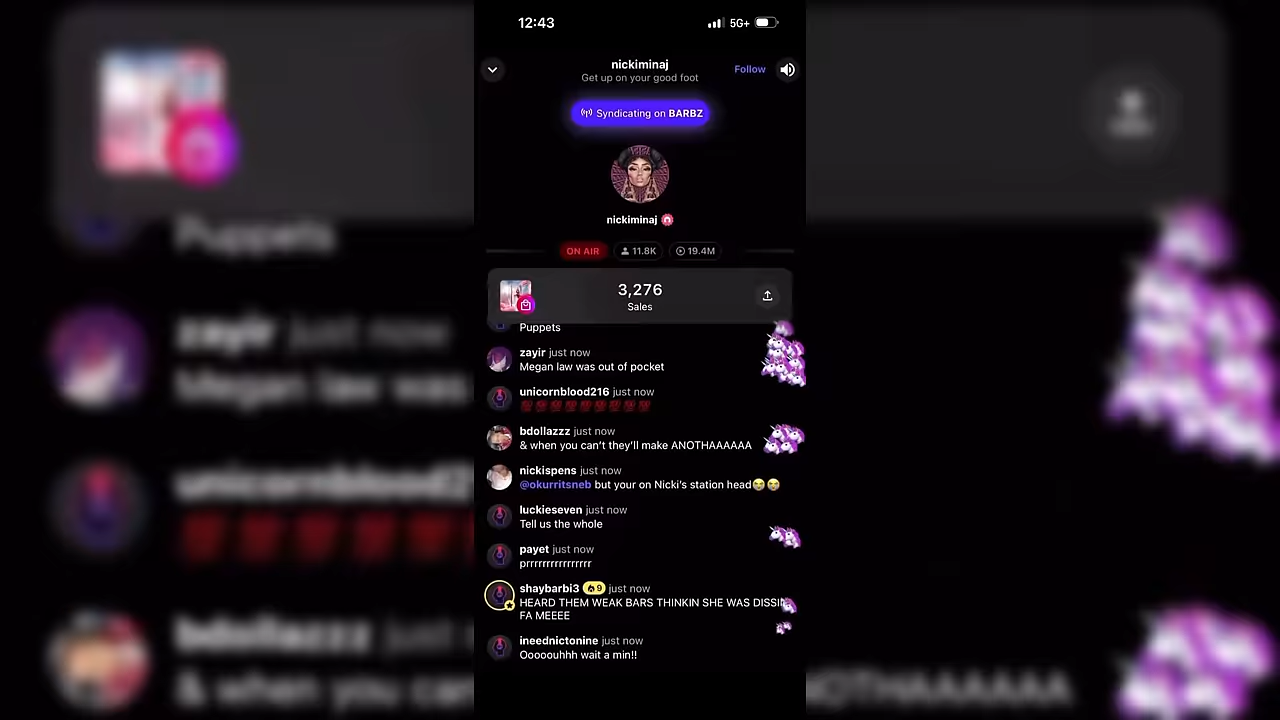 12:43
5G+
nickiminaj
Get up on your good foot
Follow
Syndicating on BARBZ
nickiminaj
ON AIR
11.8K
19.4M
3,276
Sales
Puppets
zayir just now
Megan law was out of pocket
unicornblood216 just now
💯💯💯💯💯💯💯💯💯
bdollazzz just now
& when you can't they'll make ANOTHAAAAAA
nickispens just now
@okurritsneb but your on Nicki's station head😭😭
luckieseven just now
Tell us the whole
payet just now
prrrrrrrrrrrrrrrr
shaybarbi3 9 just now
HEARD THEM WEAK BARS THINKIN SHE WAS DISSIN
FA MEEEE
ineednictonine just now
Ooooouhhh wait a min!!